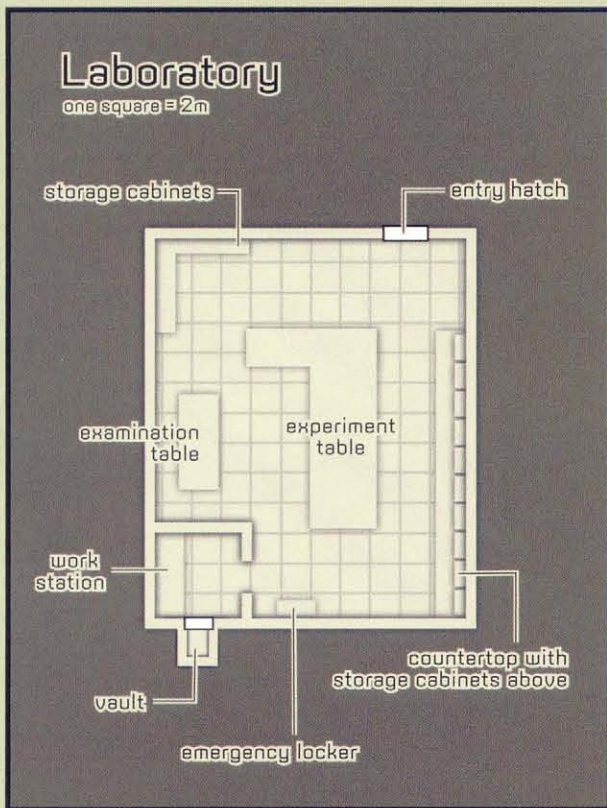 Laboratory
one square = 2m
storage cabinets
entry hatch
examination
table
experiment
table
work
station
countertop with
storage cabinets above
vault
emergency locker